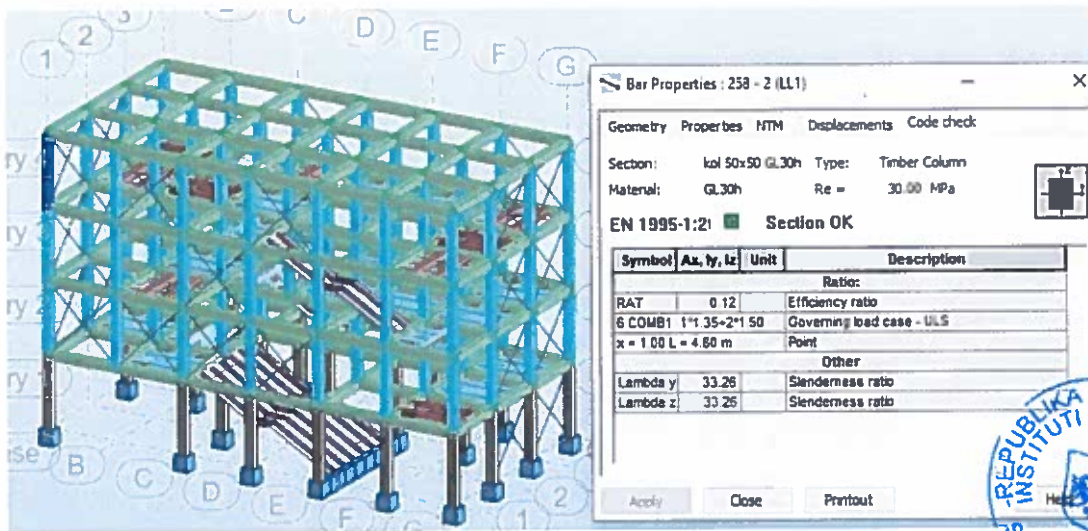 1
2
3
C
D
E
F
G
Bar Properties : 258 - 2 (LL1)
Geometry Properties NTM Displacements Code check
Section: kol 50x50 GL30h Type: Timber Column
Material: GL30h Re = 30.00 MPa
EN 1995-1:2 Section OK
Symbol Ax, Iy, Iz Unit Description
Ratio:
RAT 0.12 Efficiency ratio
6 COMB1 1*1.35+2*1.50 Governing load case - ULS
x = 1.00 L = 4.80 m Point
Other
Lambda y 33.26 Slenderness ratio
Lambda z 33.26 Slenderness ratio
Apply Close Printout
B
C
D
E
F
G
1
2
REPUBLIKA
INSTITUTI